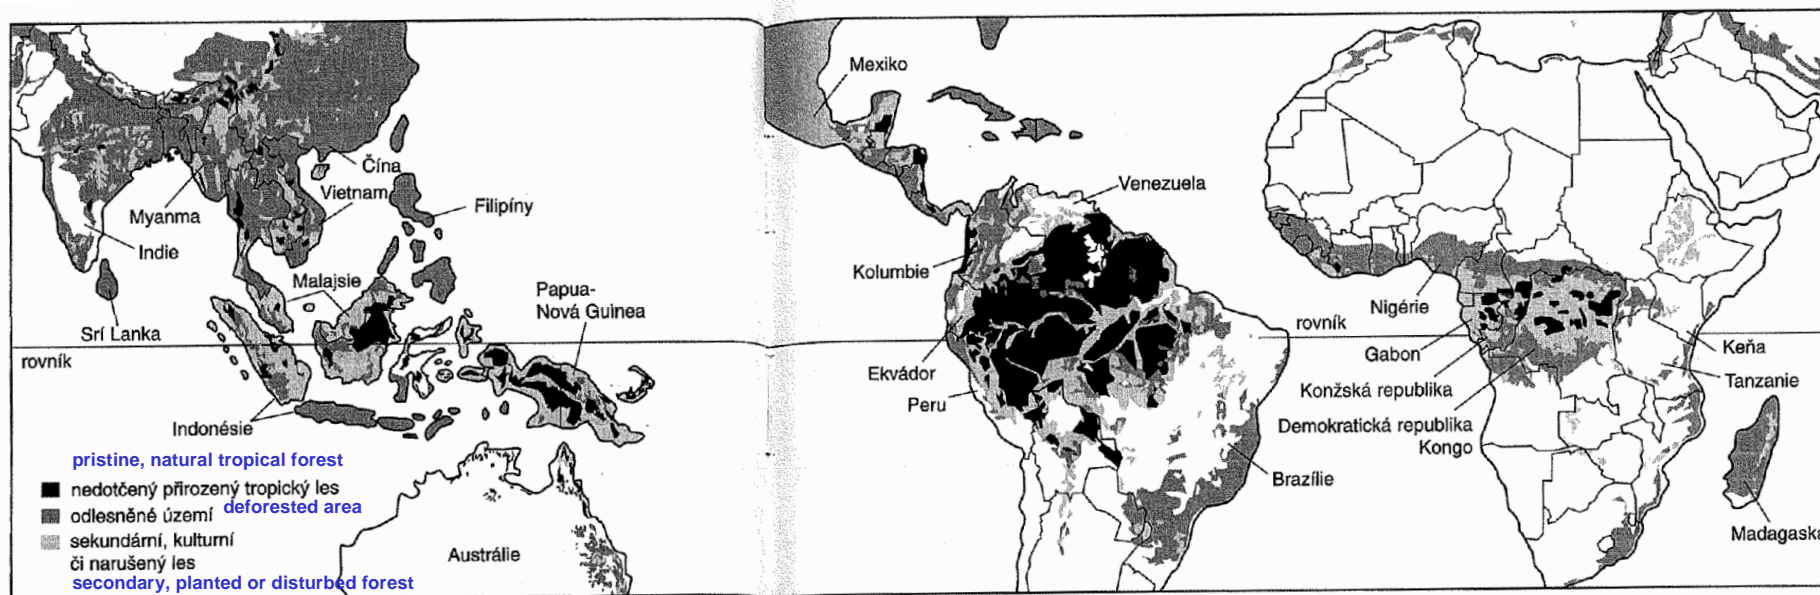 Čína
Vietnam
Myanma
Filipíny
Indie
Malajsie
Srí Lanka
Papua-
Nová Guinea
rovník
Indonésie
pristine, natural tropical forest
nedotčený přirozený tropický les
odlesněné území
deforested area
sekundární, kulturní
či narušený les
secondary, planted or disturbed forest
Austrálie
Mexiko
Venezuela
Kolumbie
Ekvádor
Peru
Brazílie
rovník
Nigérie
Gabon
Konžská republika
Demokratická republika
Kongo
Keňa
Tanzanie
Madagaska